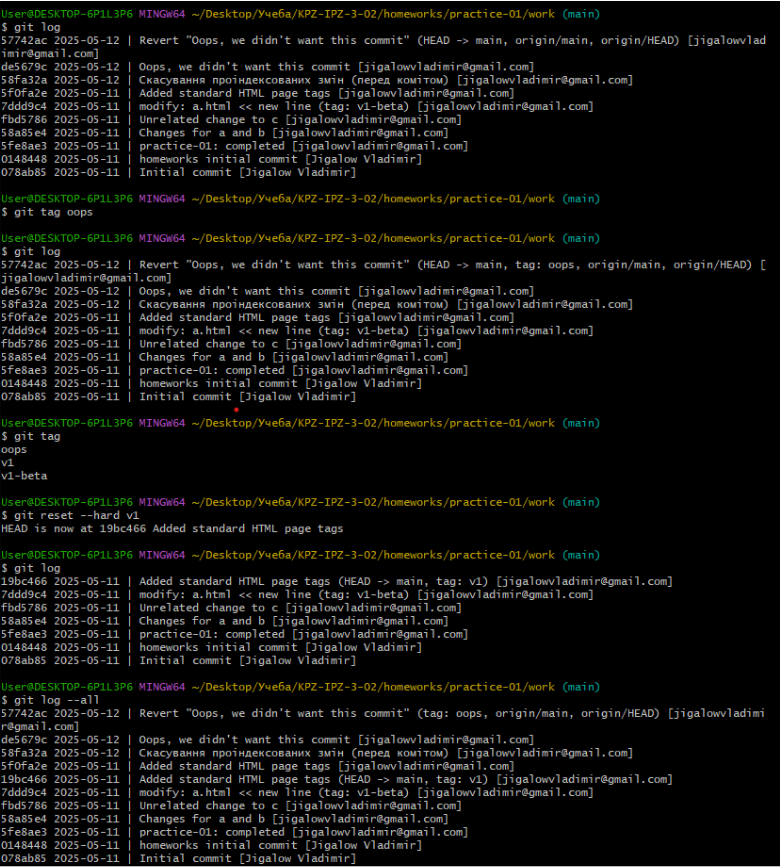 User@DESKTOP-6P1L3P6 MINGW64 ~/Desktop/Учеба/KPZ-IPZ-3-02/homeworks/practice-01/work (main)
$ git log
57742ac 2025-05-12 | Revert "Oops, we didn't want this commit" (HEAD -> main, origin/main, origin/HEAD) [jigalowvlad
imir@gmail.com]
de5679c 2025-05-12 | Oops, we didn't want this commit [jigalowvladimir@gmail.com]
58fa32a 2025-05-12 | Скасування проіндексованих змін (перед комітом) [jigalowvladimir@gmail.com]
5f0fa2e 2025-05-11 | Added standard HTML page tags [jigalowvladimir@gmail.com]
7ddd9c4 2025-05-11 | modify: a.html << new line (tag: v1-beta) [jigalowvladimir@gmail.com]
fbd5786 2025-05-11 | Unrelated change to c [jigalowvladimir@gmail.com]
58a85e4 2025-05-11 | Changes for a and b [jigalowvladimir@gmail.com]
5fe8ae3 2025-05-11 | practice-01: completed [jigalowvladimir@gmail.com]
0148448 2025-05-11 | homeworks initial commit [Jigalow Vladimir]
078ab85 2025-05-11 | Initial commit [Jigalow Vladimir]
User@DESKTOP-6P1L3P6 MINGW64 ~/Desktop/Учеба/KPZ-IPZ-3-02/homeworks/practice-01/work (main)
$ git tag oops
User@DESKTOP-6P1L3P6 MINGW64 ~/Desktop/Учеба/KPZ-IPZ-3-02/homeworks/practice-01/work (main)
$ git log
57742ac 2025-05-12 | Revert "Oops, we didn't want this commit" (HEAD -> main, tag: oops, origin/main, origin/HEAD) [
jigalowvladimir@gmail.com]
de5679c 2025-05-12 | Oops, we didn't want this commit [jigalowvladimir@gmail.com]
58fa32a 2025-05-12 | Скасування проіндексованих змін (перед комітом) [jigalowvladimir@gmail.com]
5f0fa2e 2025-05-11 | Added standard HTML page tags [jigalowvladimir@gmail.com]
7ddd9c4 2025-05-11 | modify: a.html << new line (tag: v1-beta) [jigalowvladimir@gmail.com]
fbd5786 2025-05-11 | Unrelated change to c [jigalowvladimir@gmail.com]
58a85e4 2025-05-11 | Changes for a and b [jigalowvladimir@gmail.com]
5fe8ae3 2025-05-11 | practice-01: completed [jigalowvladimir@gmail.com]
0148448 2025-05-11 | homeworks initial commit [Jigalow Vladimir]
078ab85 2025-05-11 | Initial commit [Jigalow Vladimir]
User@DESKTOP-6P1L3P6 MINGW64 ~/Desktop/Учеба/KPZ-IPZ-3-02/homeworks/practice-01/work (main)
$ git tag
oops
v1
v1-beta
User@DESKTOP-6P1L3P6 MINGW64 ~/Desktop/Учеба/KPZ-IPZ-3-02/homeworks/practice-01/work (main)
$ git reset --hard v1
HEAD is now at 19bc466 Added standard HTML page tags
User@DESKTOP-6P1L3P6 MINGW64 ~/Desktop/Учеба/KPZ-IPZ-3-02/homeworks/practice-01/work (main)
$ git log
19bc466 2025-05-11 | Added standard HTML page tags (HEAD -> main, tag: v1) [jigalowvladimir@gmail.com]
7ddd9c4 2025-05-11 | modify: a.html << new line (tag: v1-beta) [jigalowvladimir@gmail.com]
fbd5786 2025-05-11 | Unrelated change to c [jigalowvladimir@gmail.com]
58a85e4 2025-05-11 | Changes for a and b [jigalowvladimir@gmail.com]
5fe8ae3 2025-05-11 | practice-01: completed [jigalowvladimir@gmail.com]
0148448 2025-05-11 | homeworks initial commit [Jigalow Vladimir]
078ab85 2025-05-11 | Initial commit [Jigalow Vladimir]
User@DESKTOP-6P1L3P6 MINGW64 ~/Desktop/Учеба/KPZ-IPZ-3-02/homeworks/practice-01/work (main)
$ git log --all
57742ac 2025-05-12 | Revert "Oops, we didn't want this commit" (tag: oops, origin/main, origin/HEAD) [jigalowvladimi
r@gmail.com]
de5679c 2025-05-12 | Oops, we didn't want this commit [jigalowvladimir@gmail.com]
58fa32a 2025-05-12 | Скасування проіндексованих змін (перед комітом) [jigalowvladimir@gmail.com]
5f0fa2e 2025-05-11 | Added standard HTML page tags [jigalowvladimir@gmail.com]
19bc466 2025-05-11 | Added standard HTML page tags (HEAD -> main, tag: v1) [jigalowvladimir@gmail.com]
7ddd9c4 2025-05-11 | modify: a.html << new line (tag: v1-beta) [jigalowvladimir@gmail.com]
fbd5786 2025-05-11 | Unrelated change to c [jigalowvladimir@gmail.com]
58a85e4 2025-05-11 | Changes for a and b [jigalowvladimir@gmail.com]
5fe8ae3 2025-05-11 | practice-01: completed [jigalowvladimir@gmail.com]
0148448 2025-05-11 | homeworks initial commit [Jigalow Vladimir]
078ab85 2025-05-11 | Initial commit [Jigalow Vladimir]